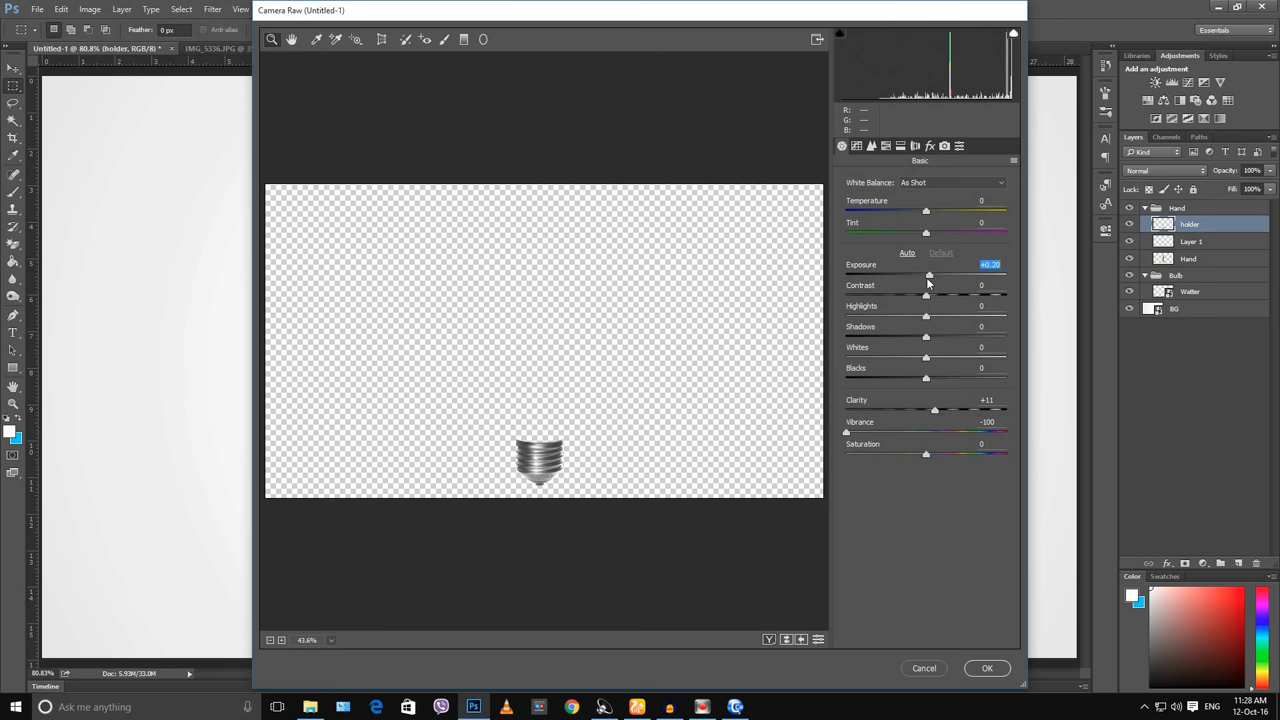 Ps File Edit Image Layer Type Select Filter
Camera Raw (Untitled-1)
Feather: 0 px Anti-alias
Essentials
Untitled-1 @ 80.8% (holder, RGB/8) * × IMG_5336.JPG @
R: ---
G: ---
B: ---
Basic
White Balance: As Shot
Temperature 0
Tint 0
Auto Default
Exposure +0.20
Contrast 0
Highlights 0
Shadows 0
Whites 0
Blacks 0
Clarity +11
Vibrance -100
Saturation 0
43.6%
Y
Cancel OK
Libraries Adjustments Styles
Add an adjustment
Layers Channels Paths
Kind
Normal Opacity: 100%
Lock: Fill: 100%
Hand
holder
Layer 1
Hand
Bulb
Watter
BG
fx
Color Swatches
80.83% Doc: 5.93M/33.0M
Timeline
Ask me anything
ENG 11:28 AM
12-Oct-16